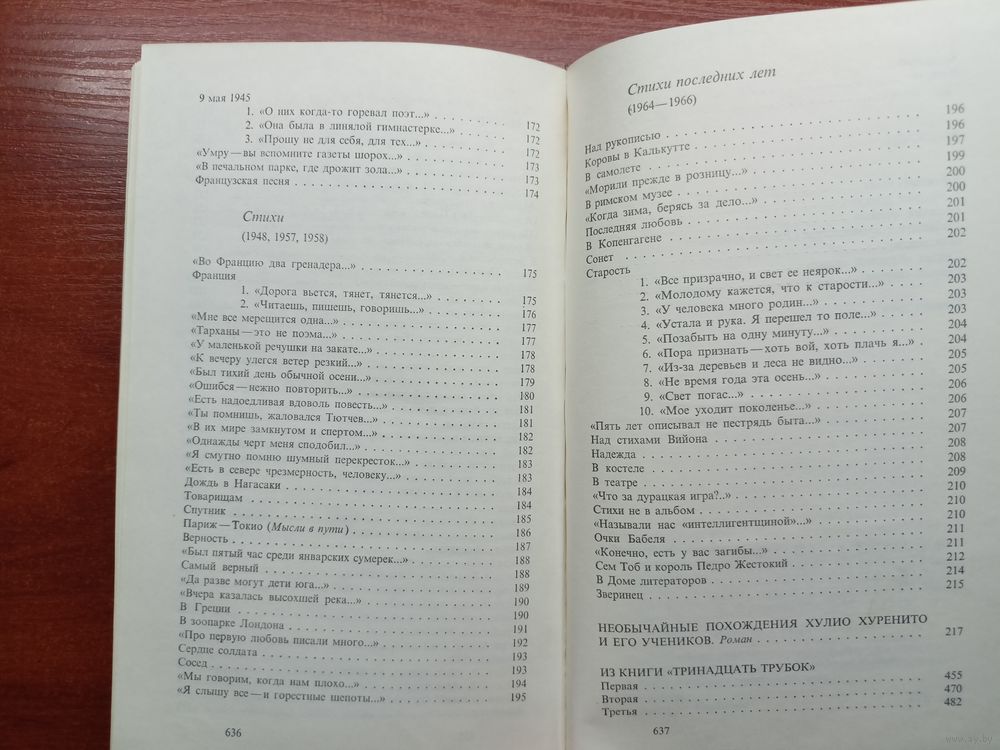 9 мая 1945
1. «О них когда-то горевал поэт...» 172
2. «Она была в линялой гимнастерке...» 172
3. «Прошу не для себя, для тех...» 172
«Умру — вы вспомните газеты шорох...» 173
«В печальном парке, где дрожит зола...» 173
Французская песня 174
Стихи
(1948, 1957, 1958)
«Во Францию два гренадера...» 175
Франция
1. «Дорога вьется, тянет, тянется...» 175
2. «Читаешь, пишешь, говоришь...» 176
«Мне все мерещится одна...» 177
«Тарханы — это не поэма...» 177
«У маленькой речушки на закате...» 178
«К вечеру улегся ветер резкий...» 178
«Был тихий день обычной осени...» 179
«Ошибся — нежно повторить...» 180
«Есть надоедливая вдоволь повесть...» 181
«Ты помнишь, жаловался Тютчев...» 181
«В их мире замкнутом и спертом...» 182
«Однажды черт меня сподобил...» 182
«Я смутно помню шумный перекресток...» 183
«Есть в севере чрезмерность, человеку...» 183
Дождь в Нагасаки 184
Товарищам 184
Спутник 185
Париж — Токио (Мысли в пути) 186
Верность 187
«Был пятый час среди январских сумерек...» 188
Самый верный 188
«Да разве могут дети юга...» 189
«Вчера казалась высохшей река...» 190
В Греции 190
В зоопарке Лондона 191
«Про первую любовь писали много...» 192
Сердце солдата 193
Сосед 193
«Мы говорим, когда нам плохо...» 194
«Я слышу все — и горестные шепоты...» 195
636
Стихи последних лет
(1964—1966)
Над рукописью 196
Коровы в Калькутте 196
В самолете 197
«Морили прежде в розницу...» 199
В римском музее 200
«Когда зима, берясь за дело...» 200
Последняя любовь 201
В Копенгагене 201
Сонет 202
Старость
1. «Все призрачно, и свет ее неярок...» 202
2. «Молодому кажется, что к старости...» 203
3. «У человека много родин...» 203
4. «Устала и рука. Я перешел то поле...» 203
5. «Позабыть на одну минуту...» 204
6. «Пора признать — хоть вой, хоть плачь я...» 204
7. «Из-за деревьев и леса не видно...» 205
8. «Не время года эта осень...» 205
9. «Свет погас...» 206
10. «Мое уходит поколенье...» 206
«Пять лет описывал не пестрядь быта...» 207
Над стихами Вийона 207
Надежда 208
В костеле 208
В театре 209
«Что за дурацкая игра?..» 210
Стихи не в альбом 210
«Называли нас «интеллигентщиной»...» 210
Очки Бабеля 211
«Конечно, есть у вас загибы...» 211
Сем Тоб и король Педро Жестокий 212
В Доме литераторов 214
Зверинец 215
НЕОБЫЧАЙНЫЕ ПОХОЖДЕНИЯ ХУЛИО ХУРЕНИТО
И ЕГО УЧЕНИКОВ. Роман 217
ИЗ КНИГИ «ТРИНАДЦАТЬ ТРУБОК»
Первая 455
Вторая 470
Третья 482
637
www.ay.by